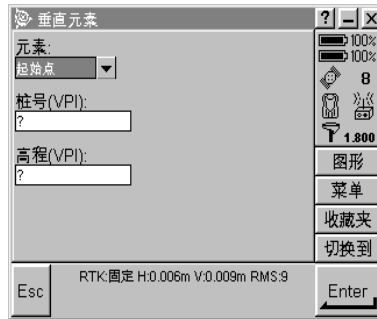 垂直元素
? _ ×
元素:
100%
100%
起始点
8
桩号(VPI):
?
1.800
高程(VPI):
?
图形
菜单
收藏夹
切换到
Esc
RTK:固定 H:0.006m V:0.009m RMS:9
Enter